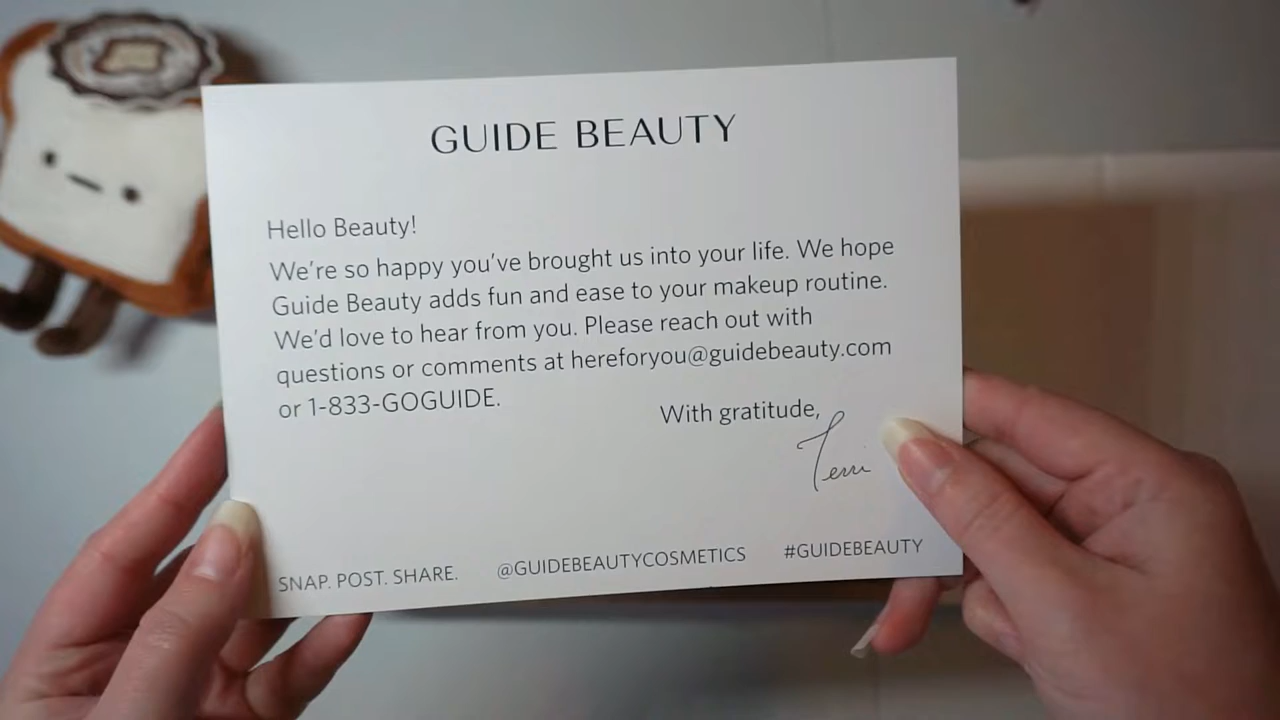 GUIDE BEAUTY
Hello Beauty!
We're so happy you've brought us into your life. We hope
Guide Beauty adds fun and ease to your makeup routine.
We'd love to hear from you. Please reach out with
questions or comments at hereforyou@guidebeauty.com
or 1-833-GOGUIDE.
With gratitude,
Terri
SNAP. POST. SHARE. @GUIDEBEAUTYCOSMETICS #GUIDEBEAUTY